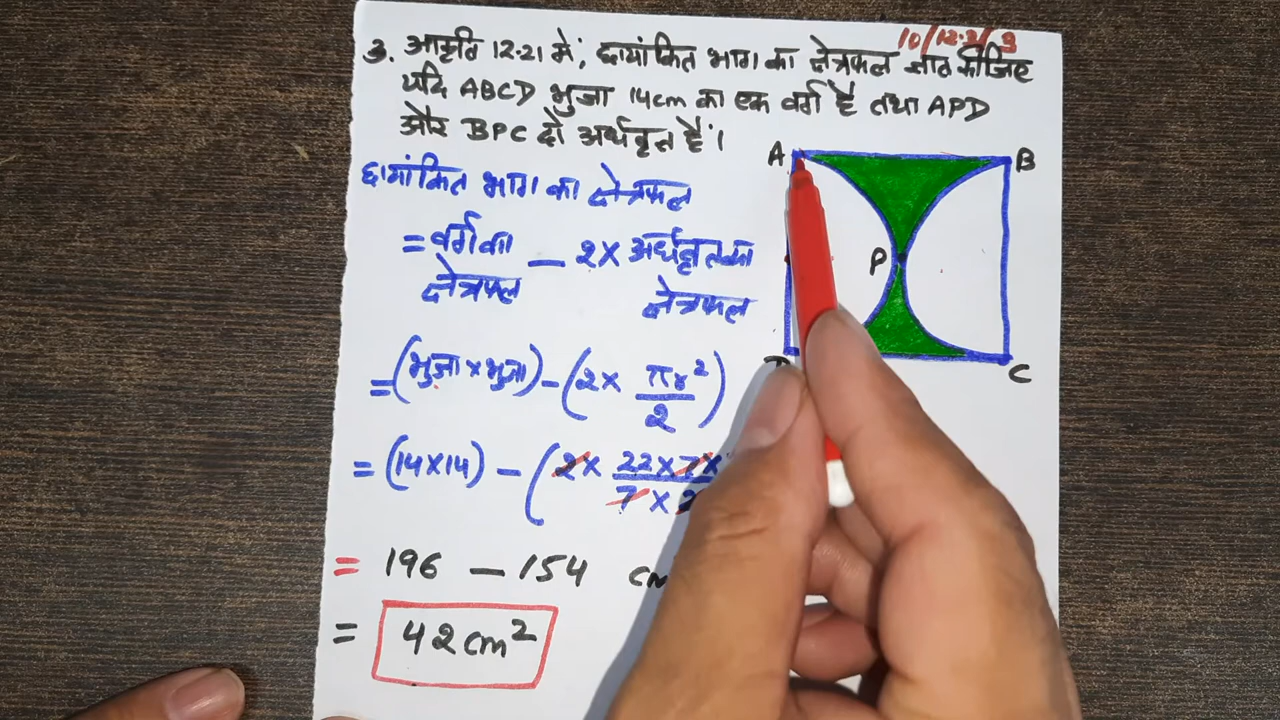 10/12.3/3
3. आकृति 12.21 में, छायांकित भाग का क्षेत्रफल ज्ञात कीजिए
यदि ABCD भुजा 14cm का एक वर्ग है तथा APD
और BPC दो अर्धवृत्त हैं।
A
B
छायांकित भाग का क्षेत्रफल
= वर्ग का — 2× अर्धवृत्त का
क्षेत्रफल क्षेत्रफल
P
= (भुजा × भुजा) - (2× πr²/2)
C
= (14×14) - (2× 22×7×/7×2
= 196 — 154 cm
= 42cm²